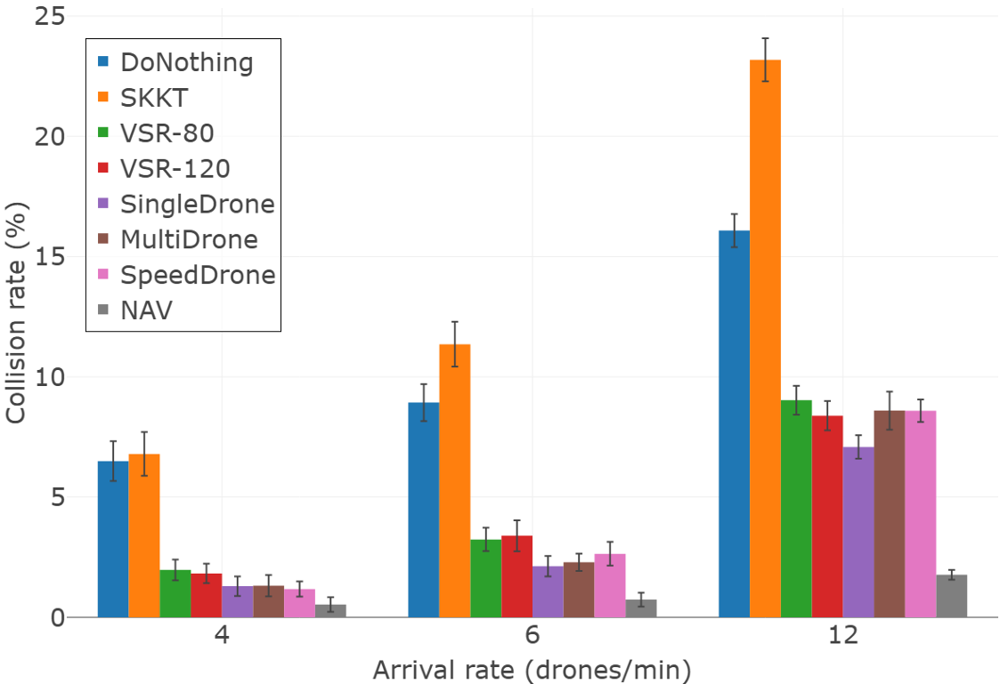 25
20
15
10
5
0
Collision rate (%)
DoNothing
SKKT
VSR-80
VSR-120
SingleDrone
MultiDrone
SpeedDrone
NAV
4
6
12
Arrival rate (drones/min)